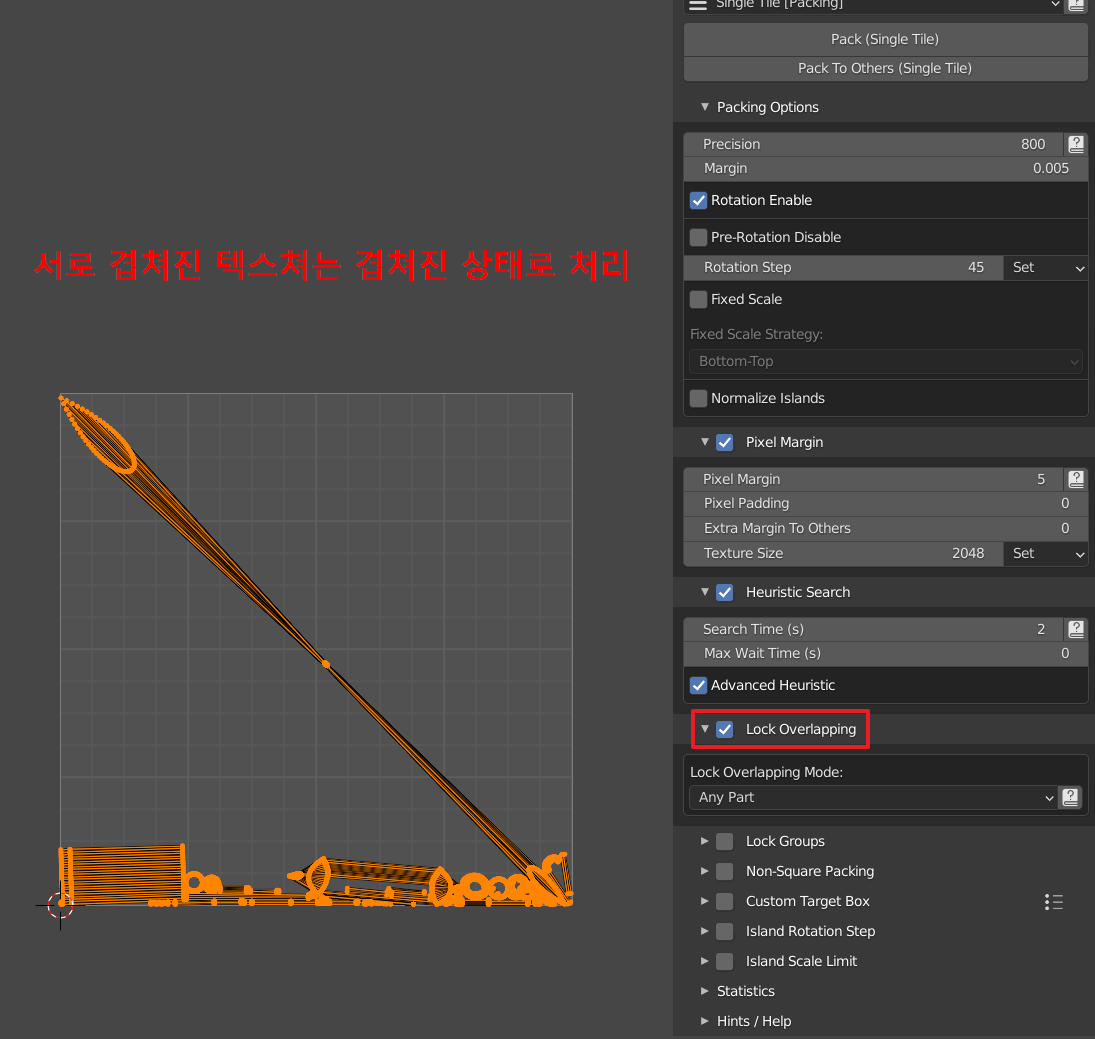 Single Tile [Packing]
Pack (Single Tile)
Pack To Others (Single Tile)
Packing Options
Precision 800
Margin 0.005
Rotation Enable
Pre-Rotation Disable
서로 겹쳐진 텍스쳐는 겹쳐진 상태로 처리
Rotation Step 45 Set
Fixed Scale
Fixed Scale Strategy:
Bottom-Top
Normalize Islands
Pixel Margin
Pixel Margin 5
Pixel Padding 0
Extra Margin To Others 0
Texture Size 2048 Set
Heuristic Search
Search Time (s) 2
Max Wait Time (s) 0
Advanced Heuristic
Lock Overlapping
Lock Overlapping Mode:
Any Part
Lock Groups
Non-Square Packing
Custom Target Box
Island Rotation Step
Island Scale Limit
Statistics
Hints / Help